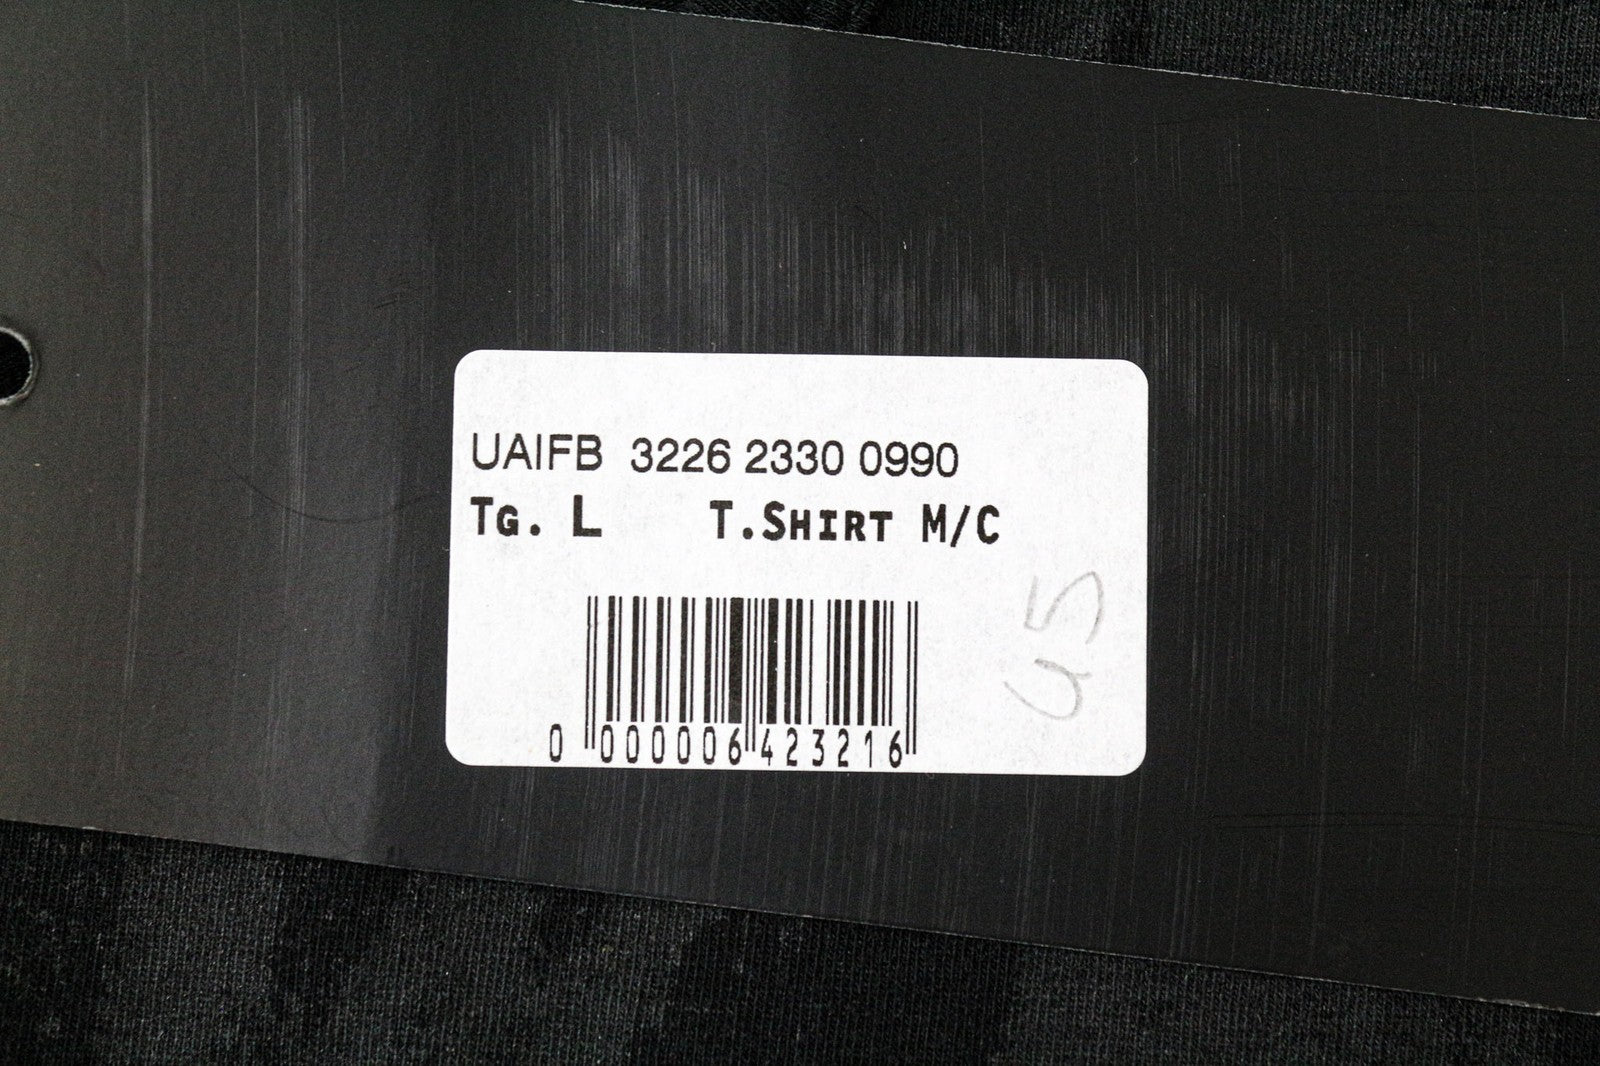 UAIFB 3226 2330 0990
Tg. L T.Shirt M/C
45
0 000006 423216